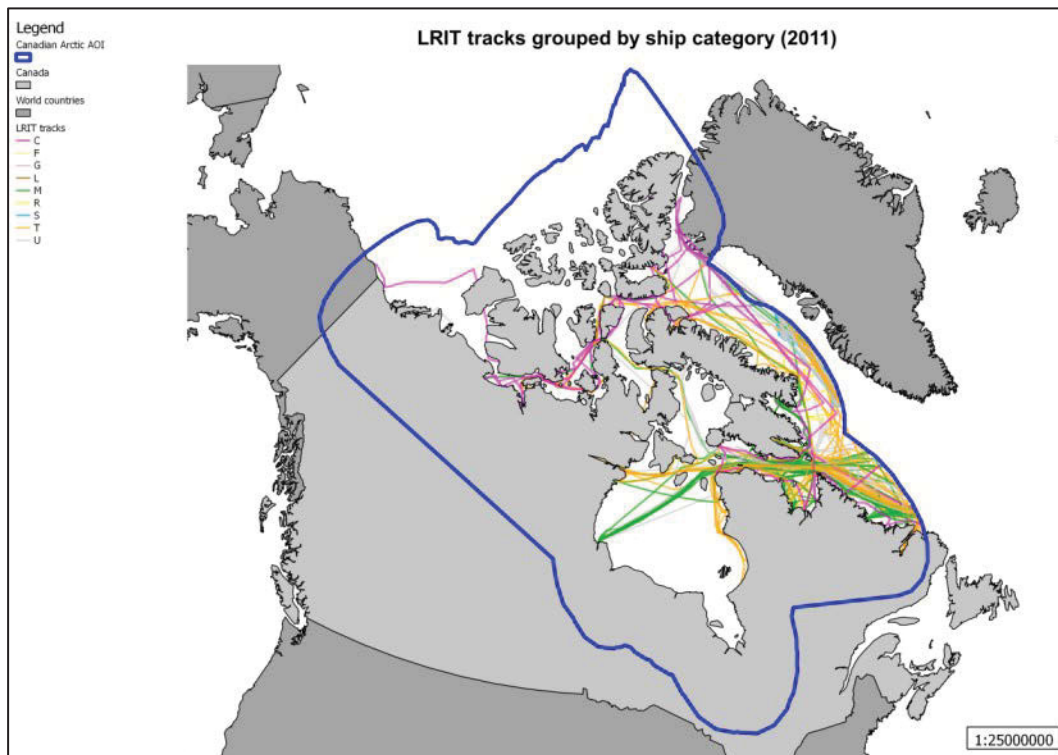 LRIT tracks grouped by ship category (2011)
Legend
Canadian Arctic AOI
Canada
World countries
LRIT tracks
C
F
G
L
M
R
S
T
U
1:25000000